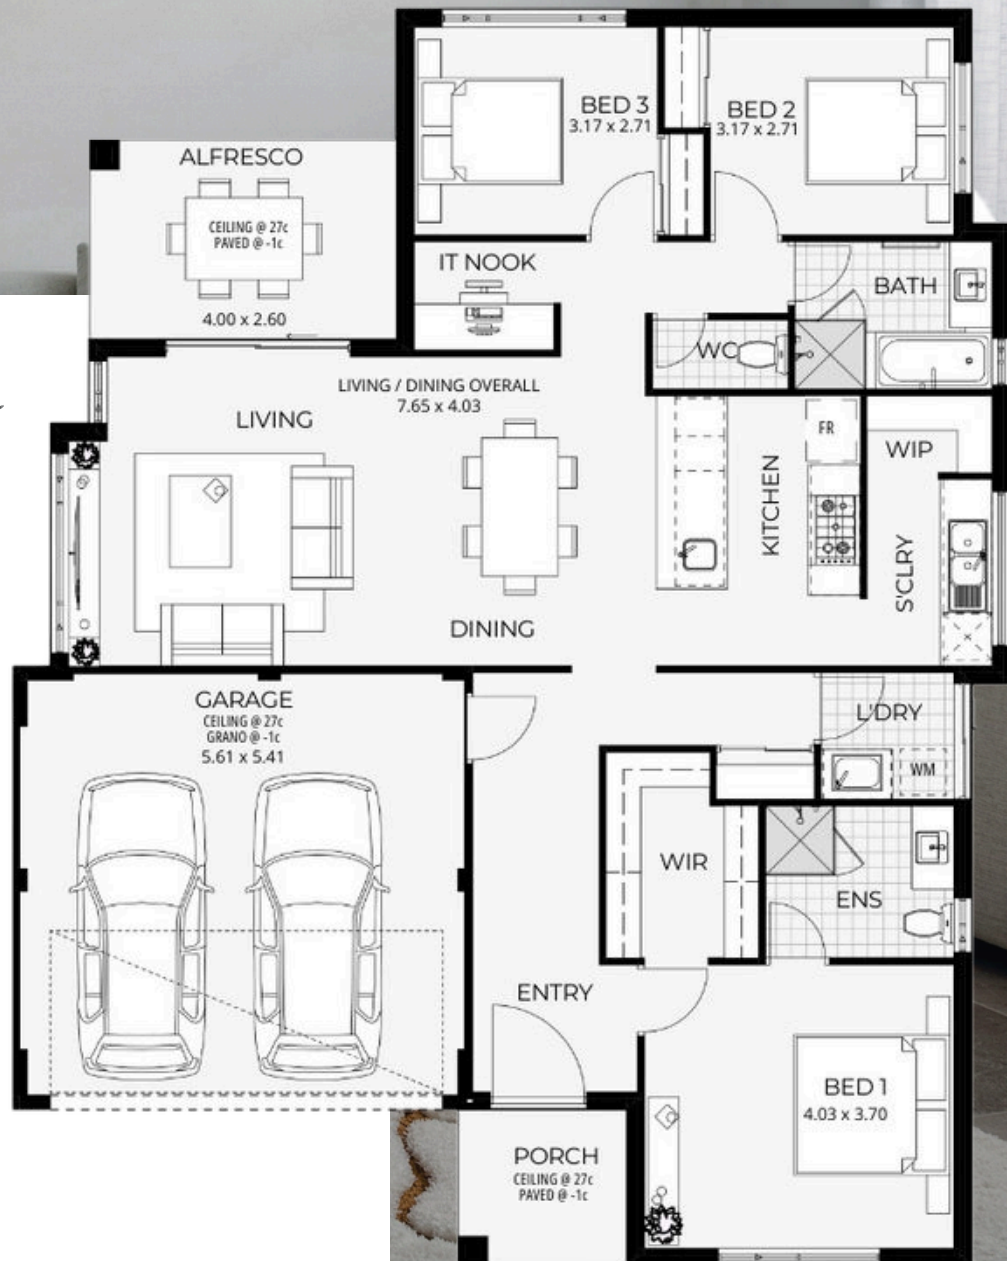 BED 3
3.17 x 2.71
BED 2
3.17 x 2.71
ALFRESCO
CEILING @ 27c
PAVED @ -1c
4.00 x 2.60
IT NOOK
BATH
WC
LIVING / DINING OVERALL
7.65 x 4.03
LIVING
FR
WIP
KITCHEN
S'CLRY
DINING
GARAGE
CEILING @ 27c
GRANO @ -1c
5.61 x 5.41
L'DRY
WM
WIR
ENS
ENTRY
BED 1
4.03 x 3.70
PORCH
CEILING @ 27c
PAVED @ -1c